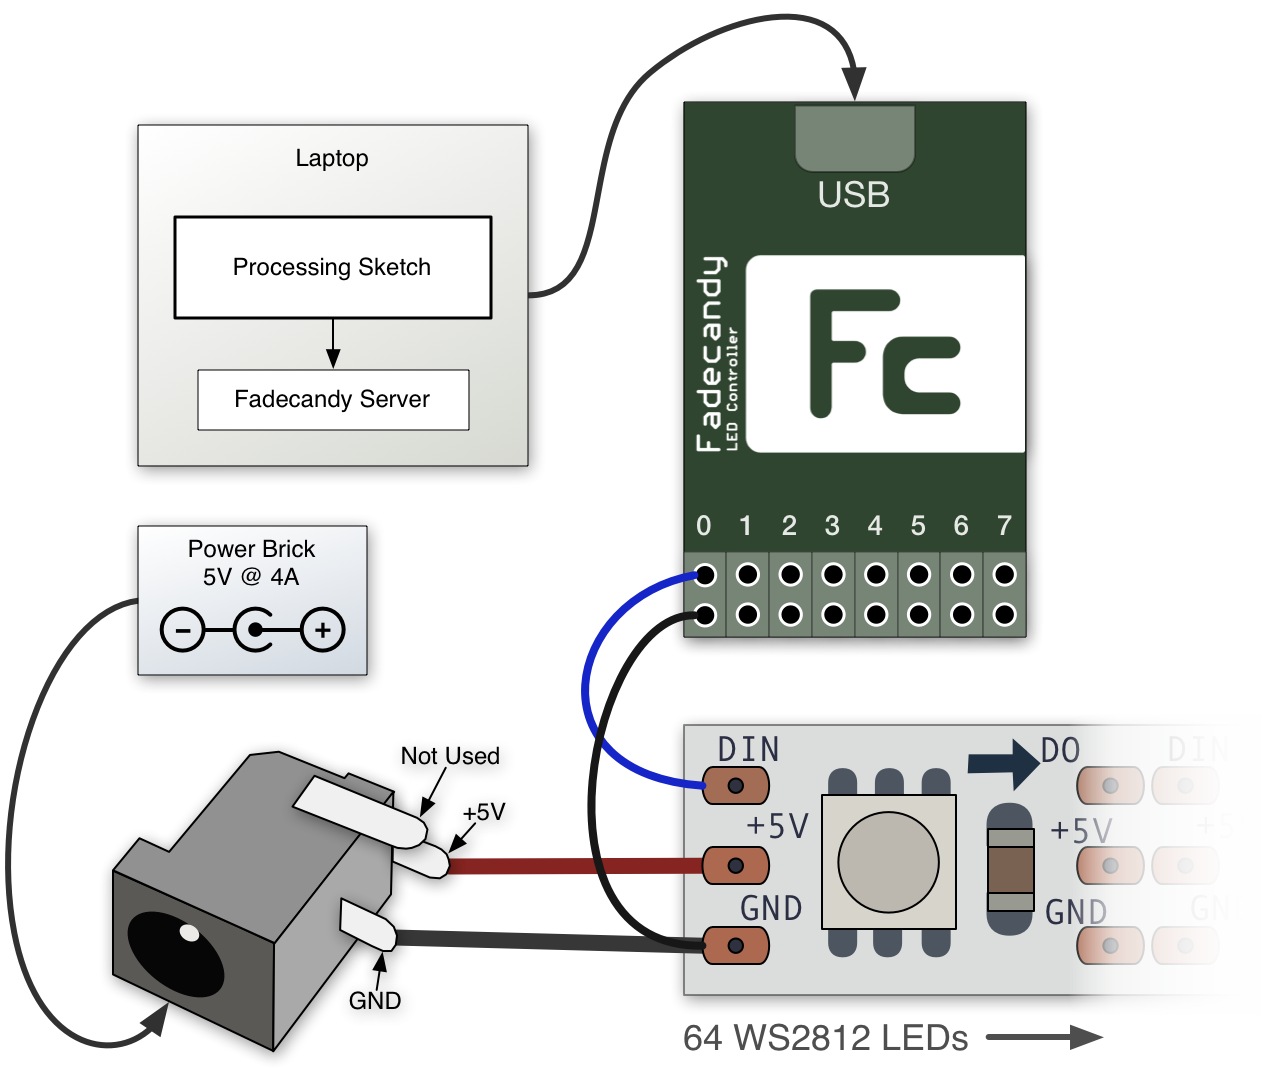 Laptop
Processing Sketch
Fadecandy Server
USB
Fadecandy
LED Controller
Fc
0 1 2 3 4 5 6 7
Power Brick
5V @ 4A
− +
Not Used
+5V
GND
DIN
DO
DIN
+5V
+5V
+5
GND
GND
GN
64 WS2812 LEDs